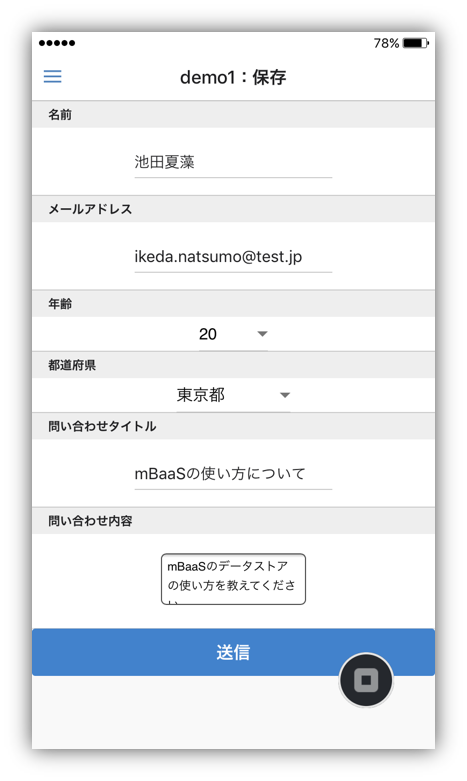 78%
demo1：保存
名前
池田夏藻
メールアドレス
ikeda.natsumo@test.jp
年齢
20
都道府県
東京都
問い合わせタイトル
mBaaSの使い方について
問い合わせ内容
mBaaSのデータストア
の使い方を教えてくださ
い
送信